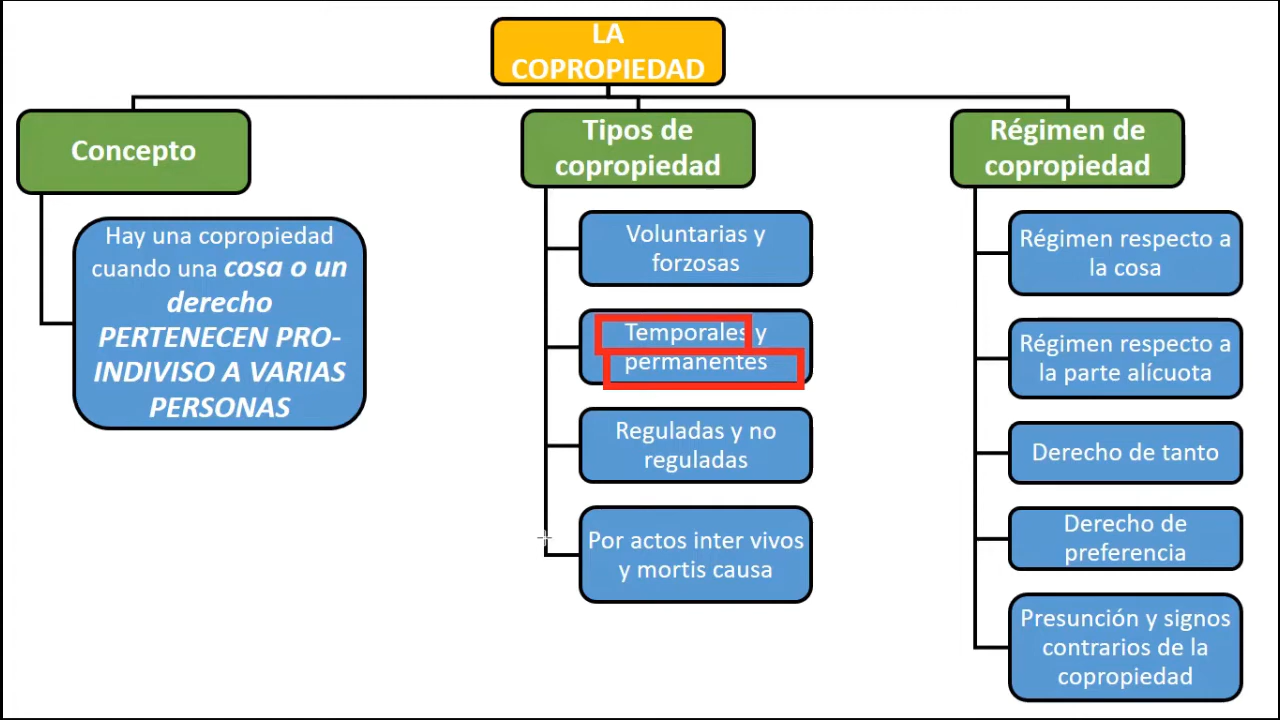 LA
COPROPIEDAD
Concepto
Hay una copropiedad
cuando una cosa o un
derecho
PERTENECEN PRO-
INDIVISO A VARIAS
PERSONAS
Tipos de
copropiedad
Voluntarias y
forzosas
Temporales y
permanentes
Reguladas y no
reguladas
Por actos inter vivos
y mortis causa
Régimen de
copropiedad
Régimen respecto a
la cosa
Régimen respecto a
la parte alícuota
Derecho de tanto
Derecho de
preferencia
Presunción y signos
contrarios de la
copropiedad